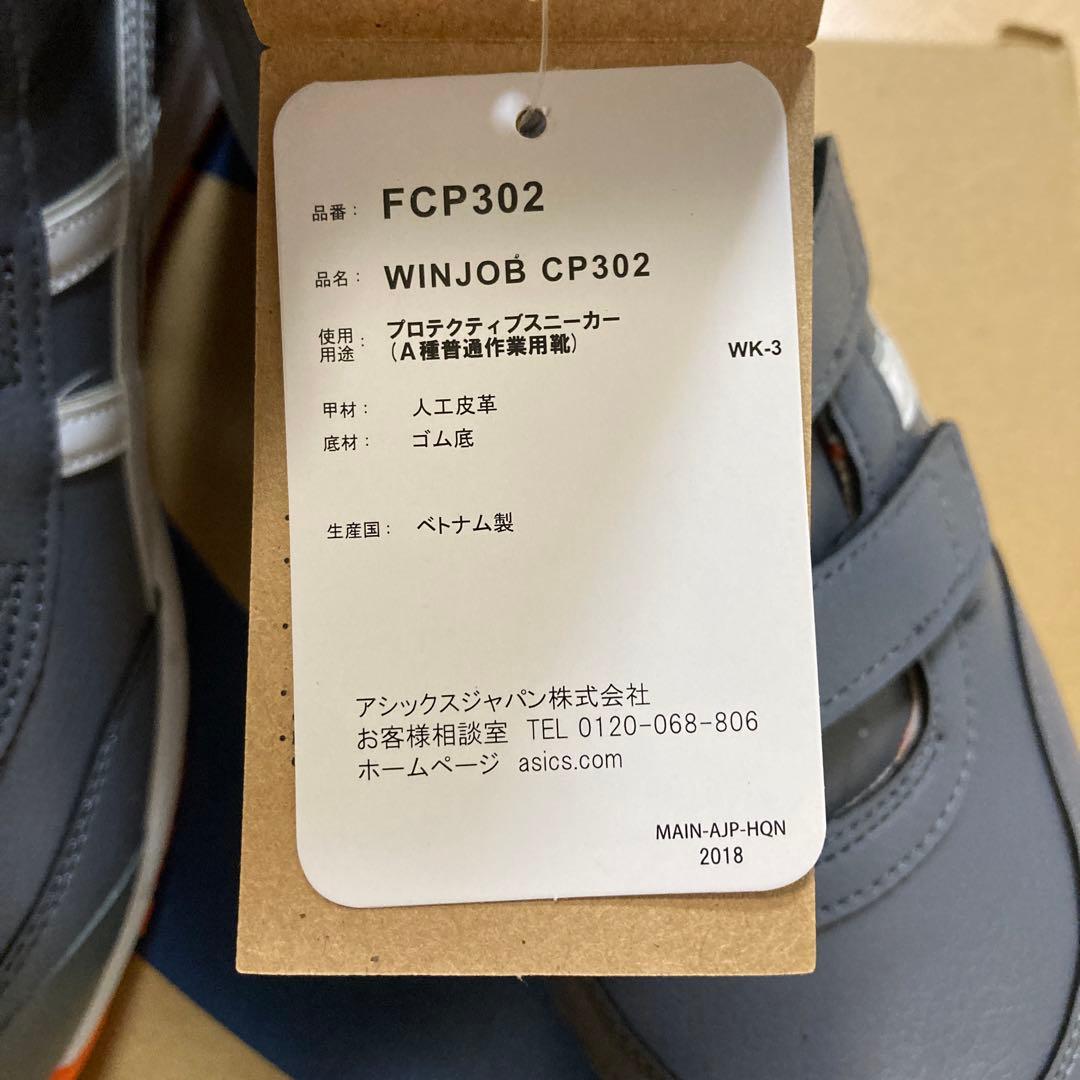 品番： FCP302
品名： WINJOB CP302
使用用途： プロテクティブスニーカー
(A種普通作業用靴)
WK-3
甲材： 人工皮革
底材： ゴム底
生産国： ベトナム製
アシックスジャパン株式会社
お客様相談室 TEL 0120-068-806
ホームページ asics.com
MAIN-AJP-HQN
2018